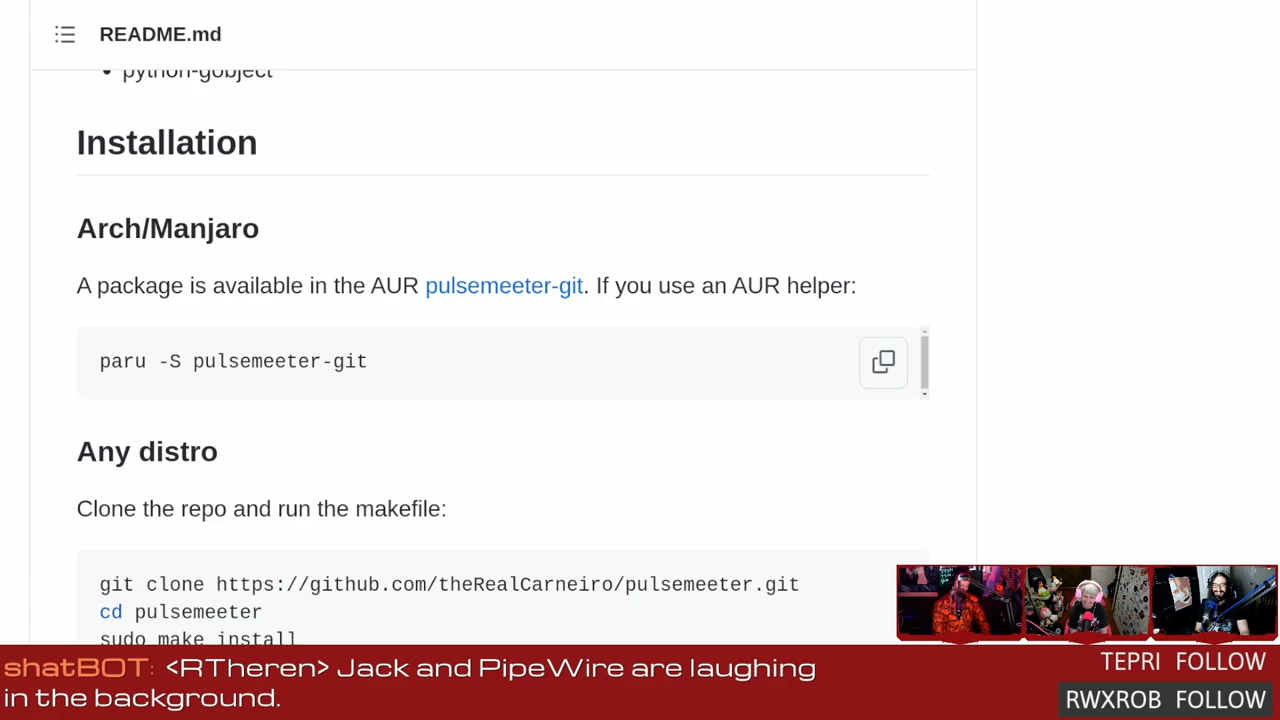 README.md
python-gobject
Installation
Arch/Manjaro
A package is available in the AUR pulsemeeter-git. If you use an AUR helper:
paru -S pulsemeeter-git
Any distro
Clone the repo and run the makefile:
git clone https://github.com/theRealCarneiro/pulsemeeter.git
cd pulsemeeter
sudo make install
shatBOT: <RTheren> Jack and PipeWire are laughing
in the background.
TEPRI FOLLOW
RWXROB FOLLOW